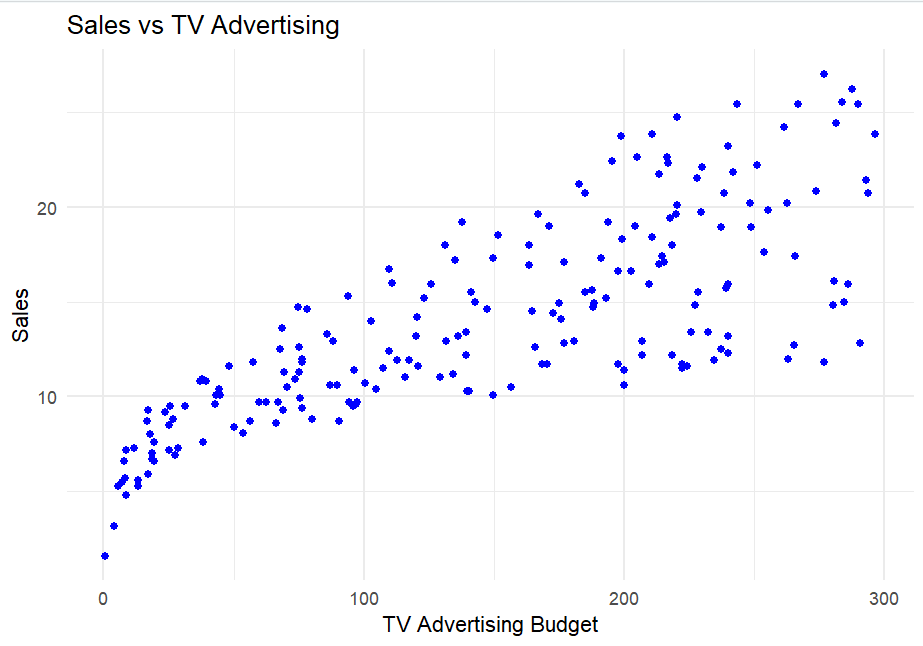 Sales vs TV Advertising
20
Sales
10
0 100 200 300
TV Advertising Budget